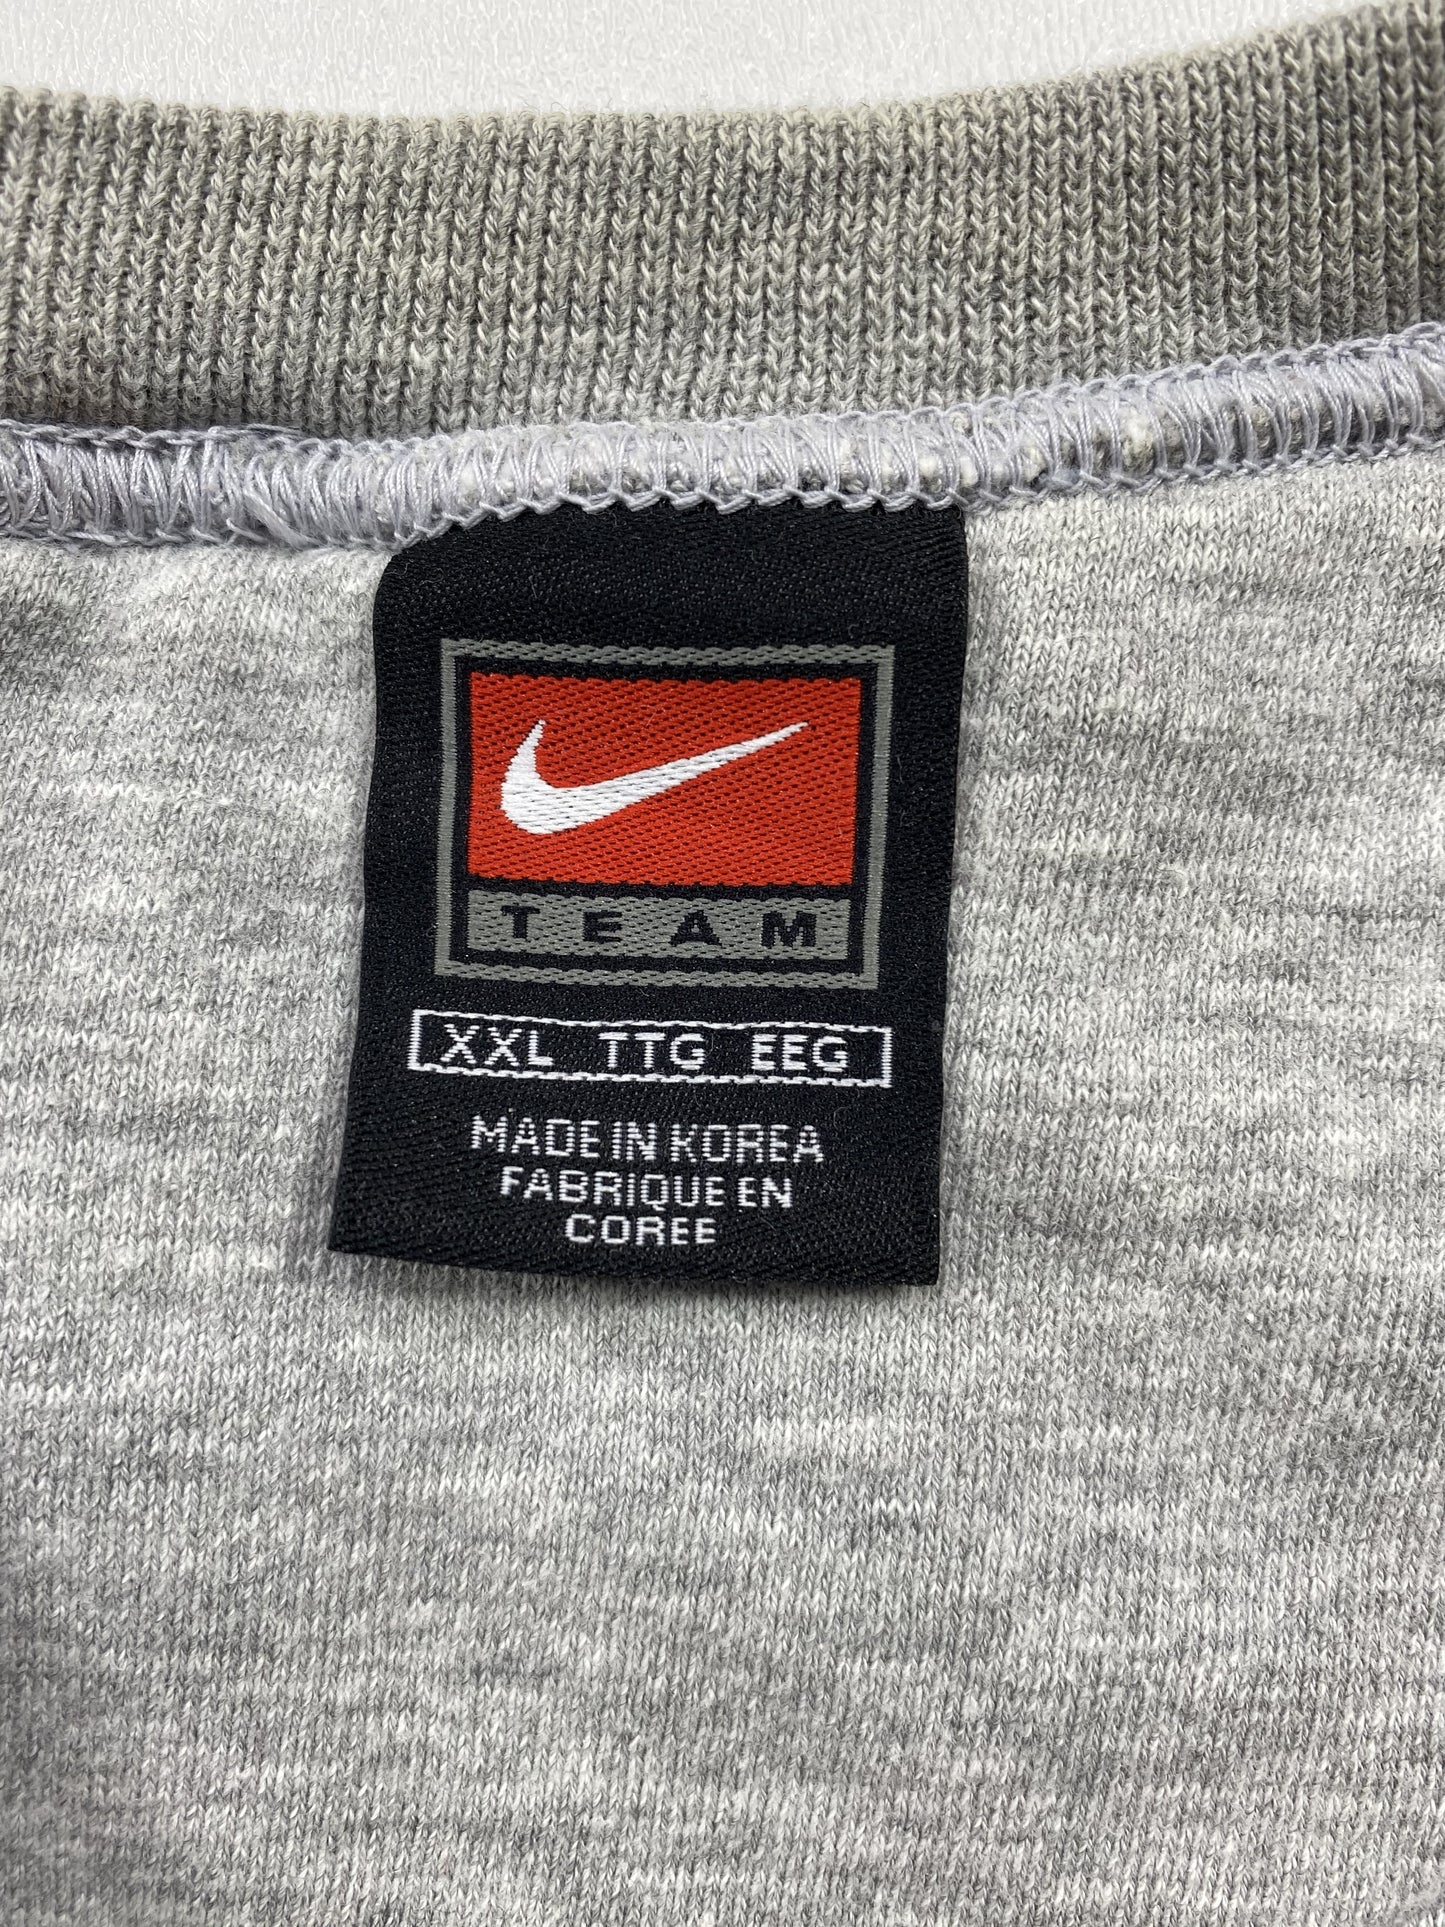 TEAM
XXL TTG EEG
MADE IN KOREA
FABRIQUE EN
COREE